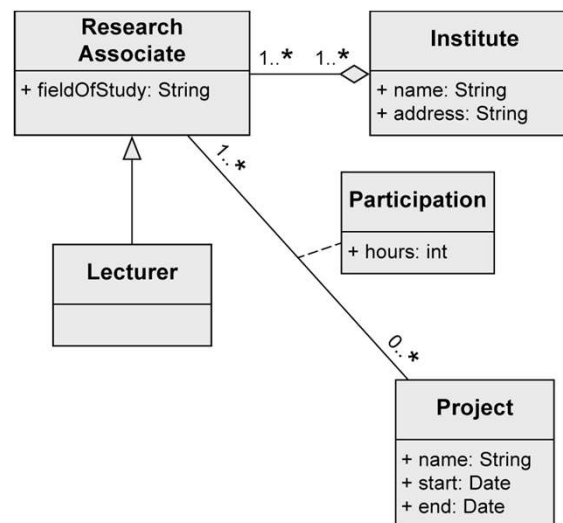 Research
Associate
+ fieldOfStudy: String
1..*
1..*
Institute
+ name: String
+ address: String
1..*
Participation
+ hours: int
Lecturer
0..*
Project
+ name: String
+ start: Date
+ end: Date